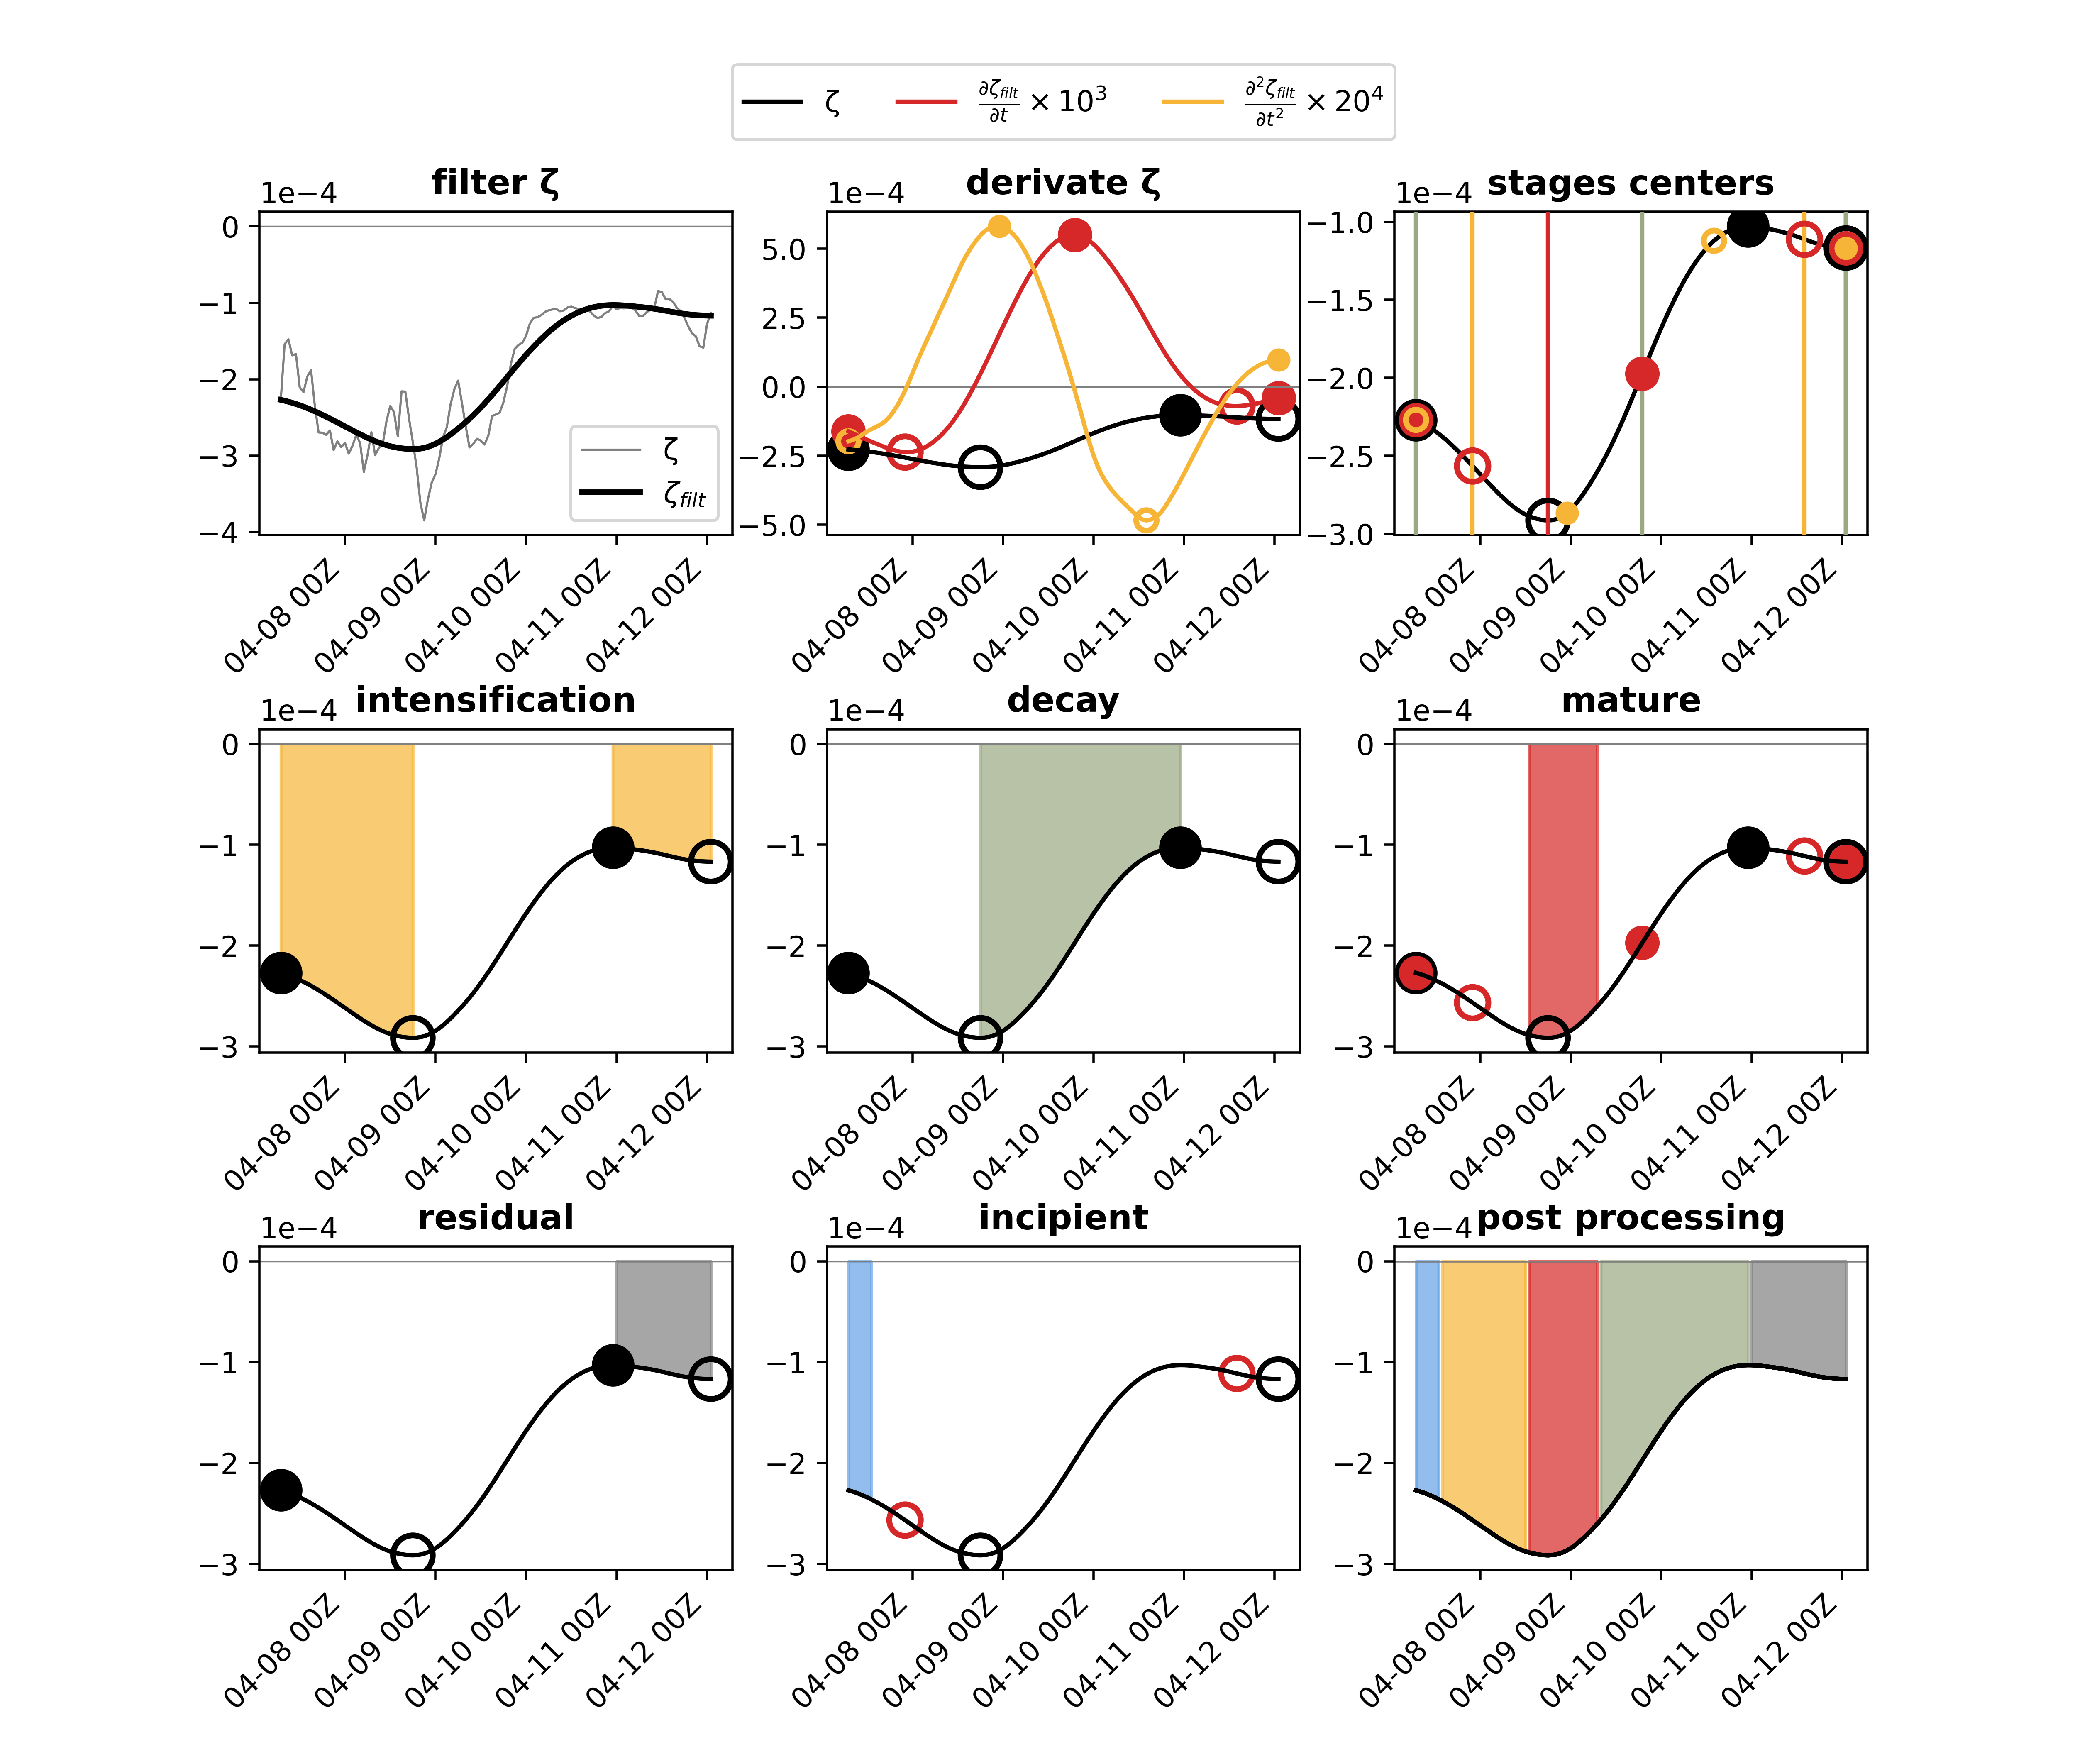 ζ  ∂ζ_filt/∂t × 10³  ∂²ζ_filt/∂t² × 20⁴
filter ζ  derivate ζ  stages centers
1e−4  1e−4  1e−4
0
−1
−2
−3
−4
ζ
ζ_filt
04-08 00Z  04-09 00Z  04-10 00Z  04-11 00Z  04-12 00Z
5.0
2.5
0.0
−2.5
−5.0
04-08 00Z  04-09 00Z  04-10 00Z  04-11 00Z  04-12 00Z
−1.0
−1.5
−2.0
−2.5
−3.0
04-08 00Z  04-09 00Z  04-10 00Z  04-11 00Z  04-12 00Z
intensification  decay  mature
1e−4  1e−4  1e−4
0
−1
−2
−3
04-08 00Z  04-09 00Z  04-10 00Z  04-11 00Z  04-12 00Z
0
−1
−2
−3
04-08 00Z  04-09 00Z  04-10 00Z  04-11 00Z  04-12 00Z
0
−1
−2
−3
04-08 00Z  04-09 00Z  04-10 00Z  04-11 00Z  04-12 00Z
residual  incipient  post processing
1e−4  1e−4  1e−4
0
−1
−2
−3
04-08 00Z  04-09 00Z  04-10 00Z  04-11 00Z  04-12 00Z
0
−1
−2
−3
04-08 00Z  04-09 00Z  04-10 00Z  04-11 00Z  04-12 00Z
0
−1
−2
−3
04-08 00Z  04-09 00Z  04-10 00Z  04-11 00Z  04-12 00Z